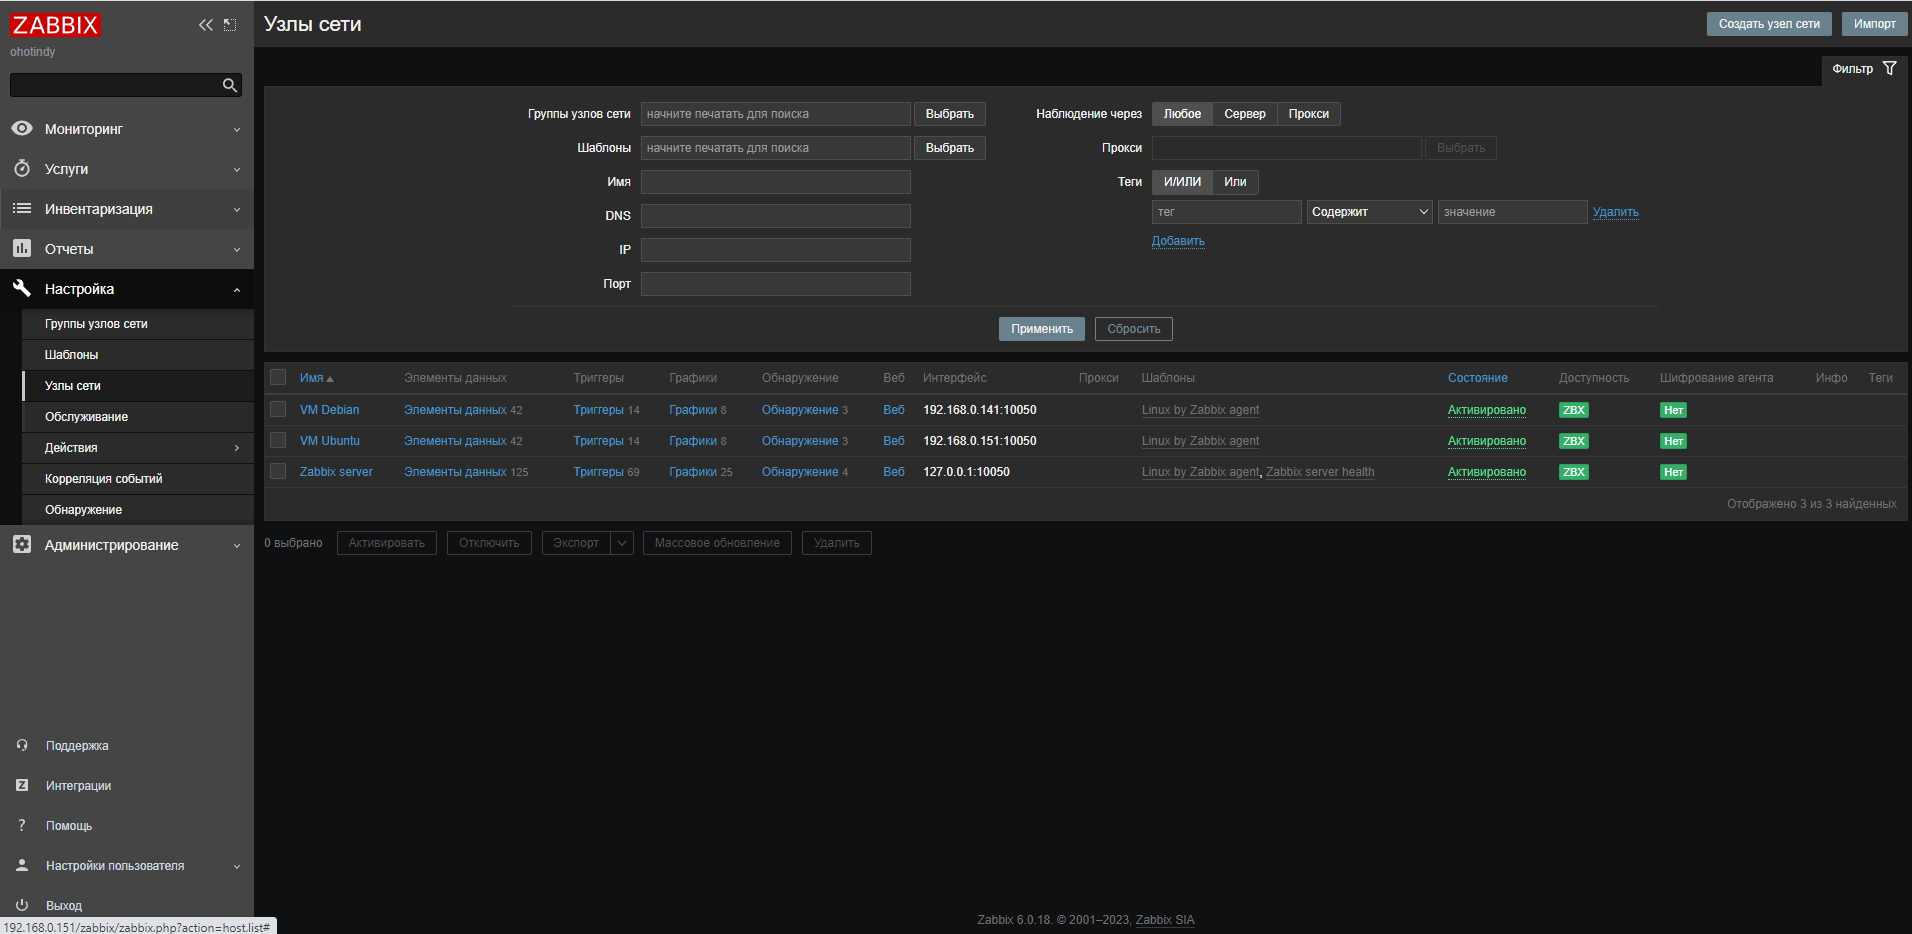 ZABBIX
ohotindy
Мониторинг
Услуги
Инвентаризация
Отчеты
Настройка
Группы узлов сети
Шаблоны
Узлы сети
Обслуживание
Действия
Корреляция событий
Обнаружение
Администрирование
Поддержка
Z Интеграции
? Помощь
Настройки пользователя
Выход
192.168.0.151/zabbix/zabbix.php?action=host.list#
Узлы сети
Создать узел сети Импорт
Фильтр
Группы узлов сети начните печатать для поиска Выбрать
Шаблоны начните печатать для поиска Выбрать
Имя
DNS
IP
Порт
Наблюдение через Любое Сервер Прокси
Прокси Выбрать
Теги И/ИЛИ Или
тег Содержит значение Удалить
Добавить
Применить Сбросить
Имя Элементы данных Триггеры Графики Обнаружение Веб Интерфейс Прокси Шаблоны Состояние Доступность Шифрование агента Инфо Теги
VM Debian Элементы данных 42 Триггеры 14 Графики 8 Обнаружение 3 Веб 192.168.0.141:10050 Linux by Zabbix agent Активировано ZBX Нет
VM Ubuntu Элементы данных 42 Триггеры 14 Графики 8 Обнаружение 3 Веб 192.168.0.151:10050 Linux by Zabbix agent Активировано ZBX Нет
Zabbix server Элементы данных 125 Триггеры 69 Графики 25 Обнаружение 4 Веб 127.0.0.1:10050 Linux by Zabbix agent, Zabbix server health Активировано ZBX Нет
Отображено 3 из 3 найденных
0 выбрано Активировать Отключить Экспорт Массовое обновление Удалить
Zabbix 6.0.18. © 2001–2023, Zabbix SIA